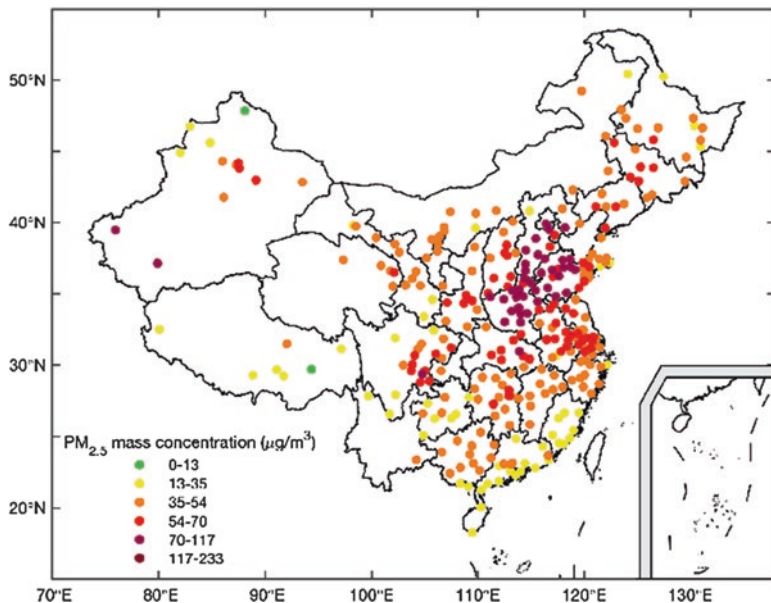 50°N
40°N
30°N
20°N
PM2.5 mass concentration (µg/m3)
0-13
13-35
35-54
54-70
70-117
117-233
70°E 80°E 90°E 100°E 110°E 120°E 130°E